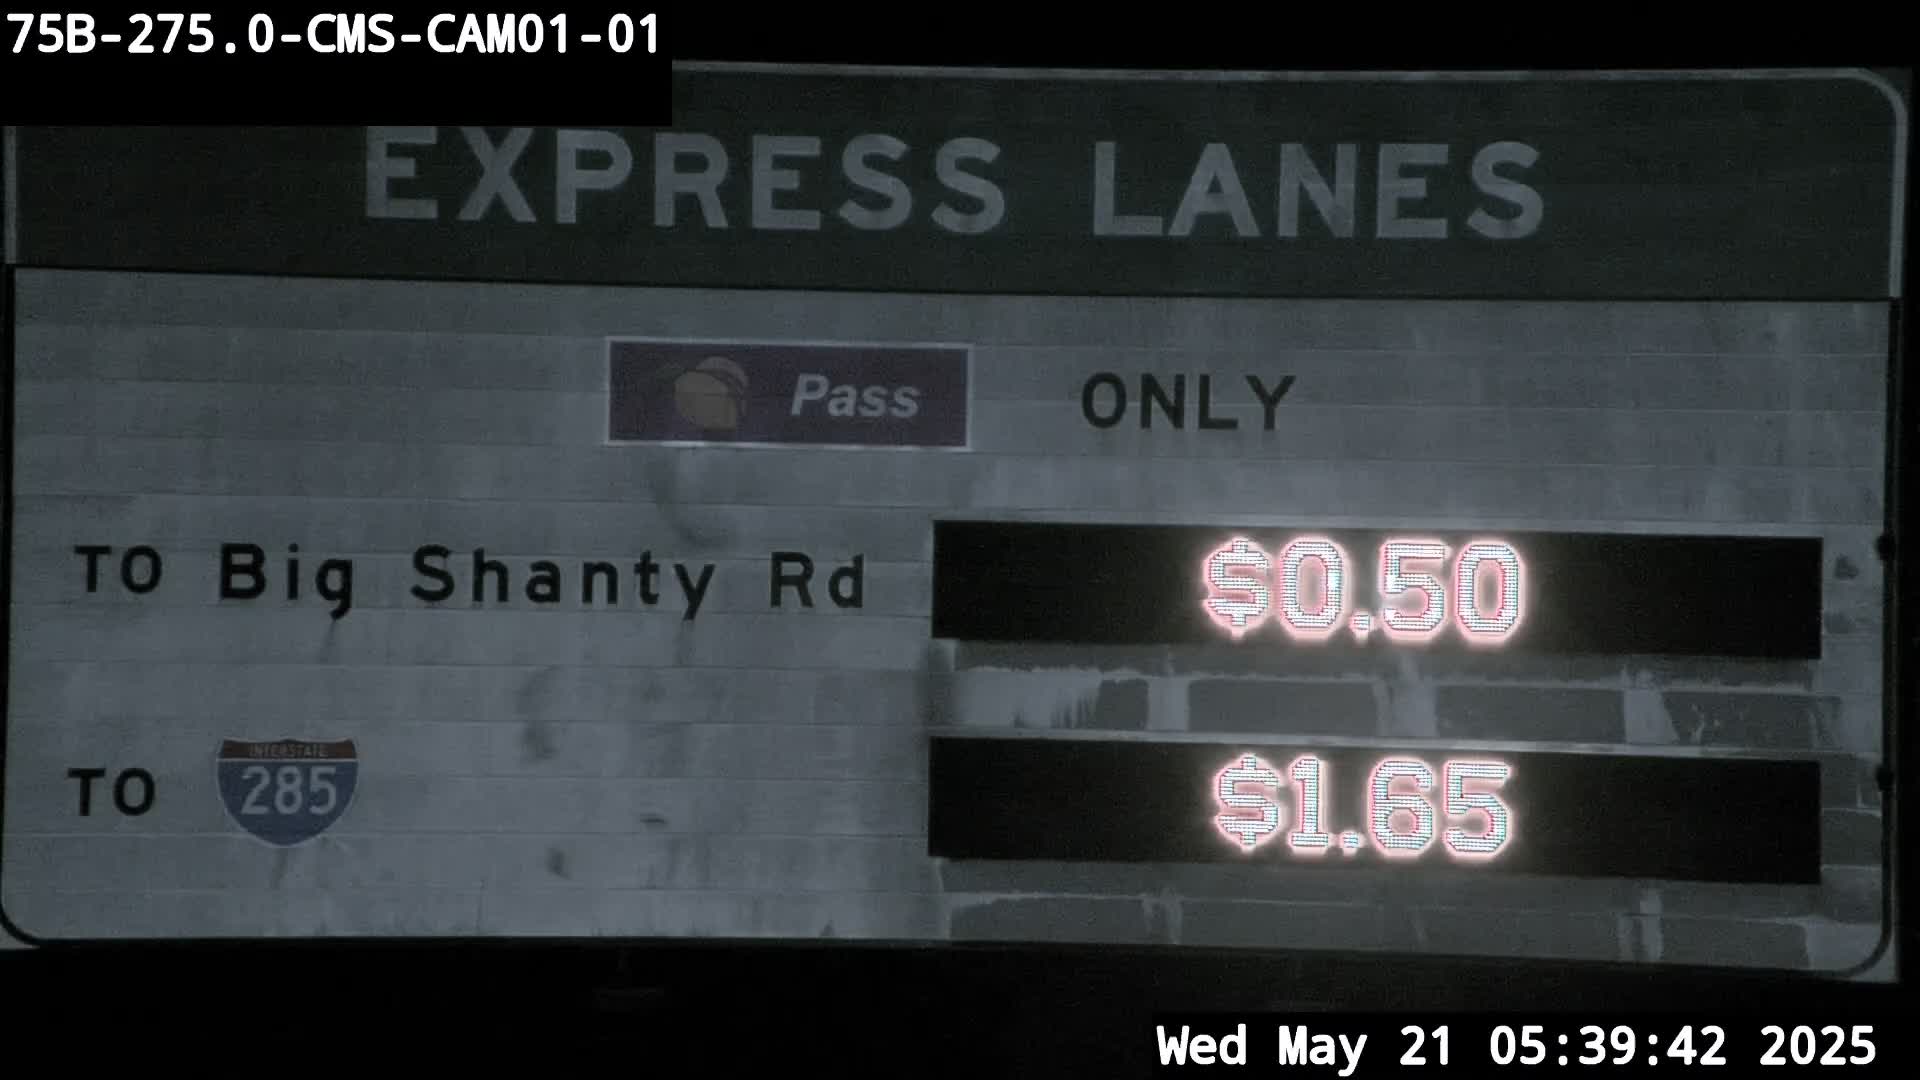 75B-275.0-CMS-CAM01-01
EXPRESS LANES
Pass ONLY
TO Big Shanty Rd $0.50
TO INTERSTATE 285 $1.65
Wed May 21 05:39:42 2025